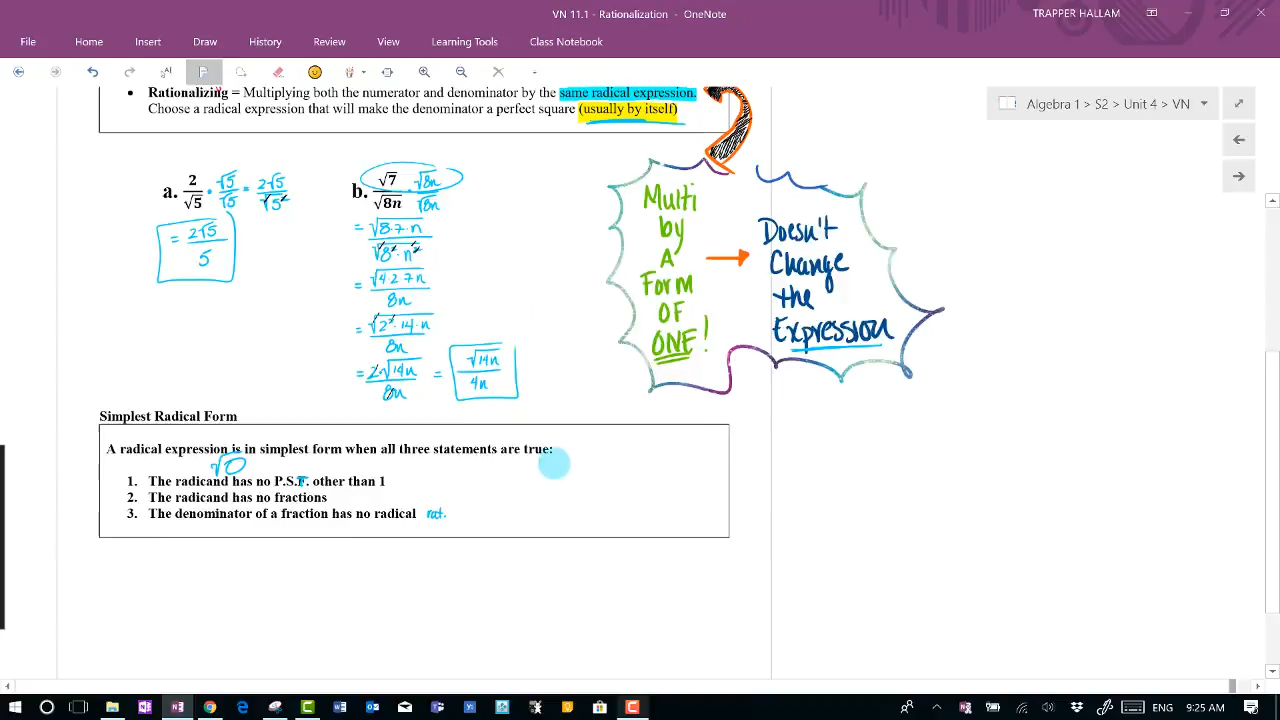 VN 11.1 - Rationalization - OneNote
TRAPPER HALLAM
File Home Insert Draw History Review View Learning Tools Class Notebook
Algebra I > S2 > Unit 4 > VN
• Rationalizing = Multiplying both the numerator and denominator by the same radical expression.
Choose a radical expression that will make the denominator a perfect square (usually by itself)
a. 2/√5 · √5/√5 = 2√5/√5²
= 2√5/5
b. √7/√8n · √8n/√8n
= √8·7·n/√8²·n²
= √4·2·7n/8n
= √2²·14·n/8n
= 2·√14n/8n = √14n/4n
Multi
by
A
Form
OF
ONE!
Doesn't
Change
the
Expression
Simplest Radical Form
A radical expression is in simplest form when all three statements are true:
1. The radicand has no P.S.F. other than 1
2. The radicand has no fractions
3. The denominator of a fraction has no radical rat.
9:25 AM